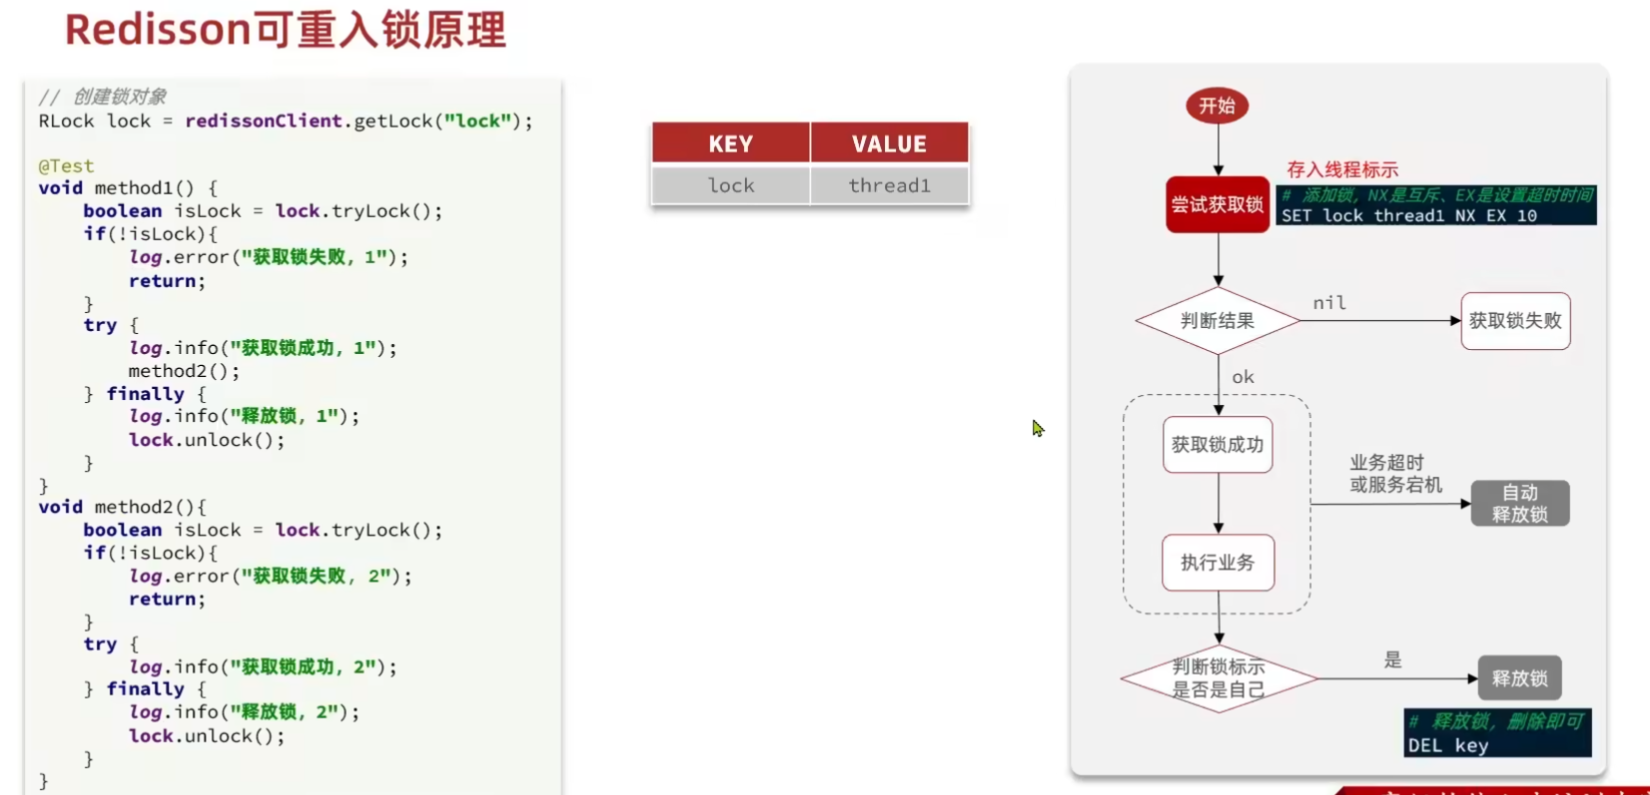 Redisson可重入锁原理
// 创建锁对象
RLock lock = redissonClient.getLock("lock");
@Test
void method1() {
boolean isLock = lock.tryLock();
if(!isLock){
log.error("获取锁失败，1");
return;
}
try {
log.info("获取锁成功，1");
method2();
} finally {
log.info("释放锁，1");
lock.unlock();
}
}
void method2(){
boolean isLock = lock.tryLock();
if(!isLock){
log.error("获取锁失败，2");
return;
}
try {
log.info("获取锁成功，2");
} finally {
log.info("释放锁，2");
lock.unlock();
}
}
KEY VALUE
lock thread1
开始
存入线程标示
尝试获取锁
# 添加锁，NX是互斥、EX是设置超时时间
SET lock thread1 NX EX 10
判断结果
nil
获取锁失败
ok
获取锁成功
业务超时
或服务宕机
自动
释放锁
执行业务
判断锁标示
是否是自己
是
释放锁
# 释放锁，删除即可
DEL key